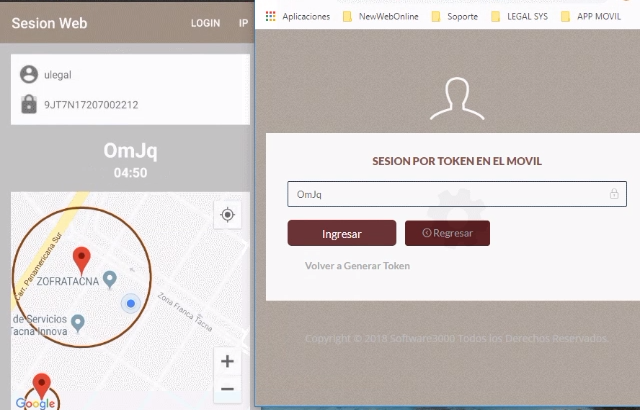 Sesion Web
LOGIN
IP
ulegal
9JT7N17207002212
OmJq
04:50
Carr. Panamericana Sur
ZOFRATACNA
de Servicios
Tacna Innova
Zona Franca Tacna
Google
Aplicaciones
NewWebOnline
Soporte
LEGAL SYS
APP MOVIL
SESION POR TOKEN EN EL MOVIL
OmJq
Ingresar
Regresar
Volver a Generar Token
Copyright © 2018 Software3000 Todos los Derechos Reservados.